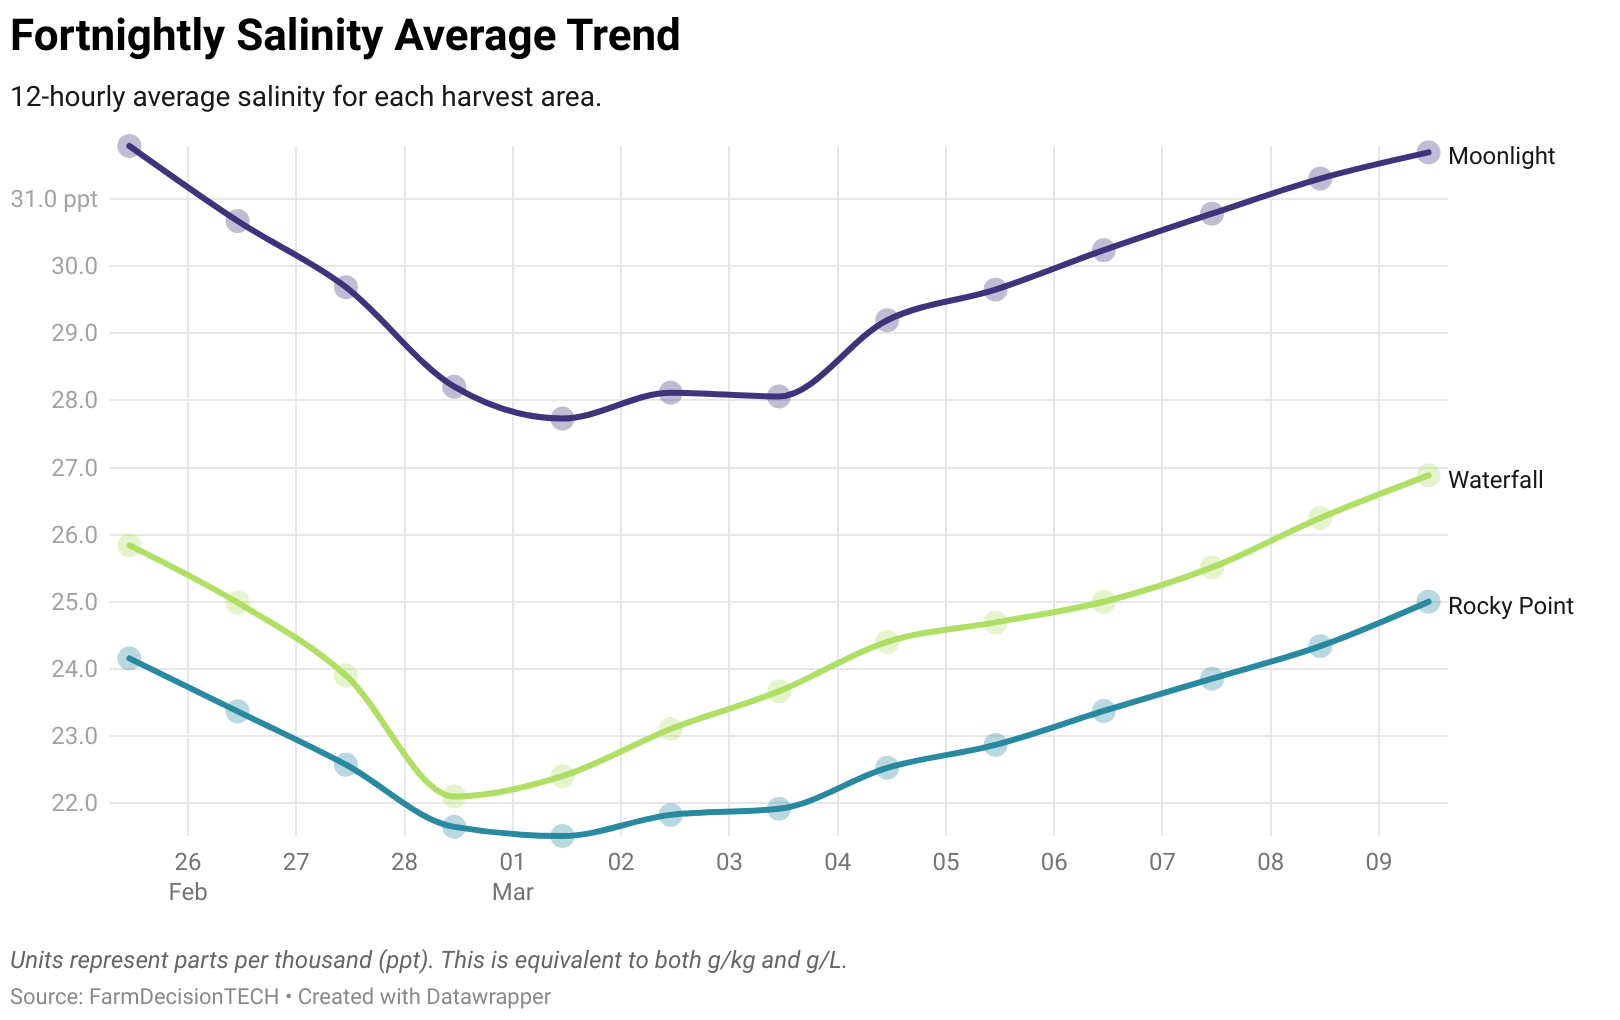 Fortnightly Salinity Average Trend
12-hourly average salinity for each harvest area.
Moonlight
31.0 ppt
30.0
29.0
28.0
27.0
Waterfall
26.0
25.0
Rocky Point
24.0
23.0
22.0
26 27 28 01 02 03 04 05 06 07 08 09
Feb Mar
Units represent parts per thousand (ppt). This is equivalent to both g/kg and g/L.
Source: FarmDecisionTECH • Created with Datawrapper